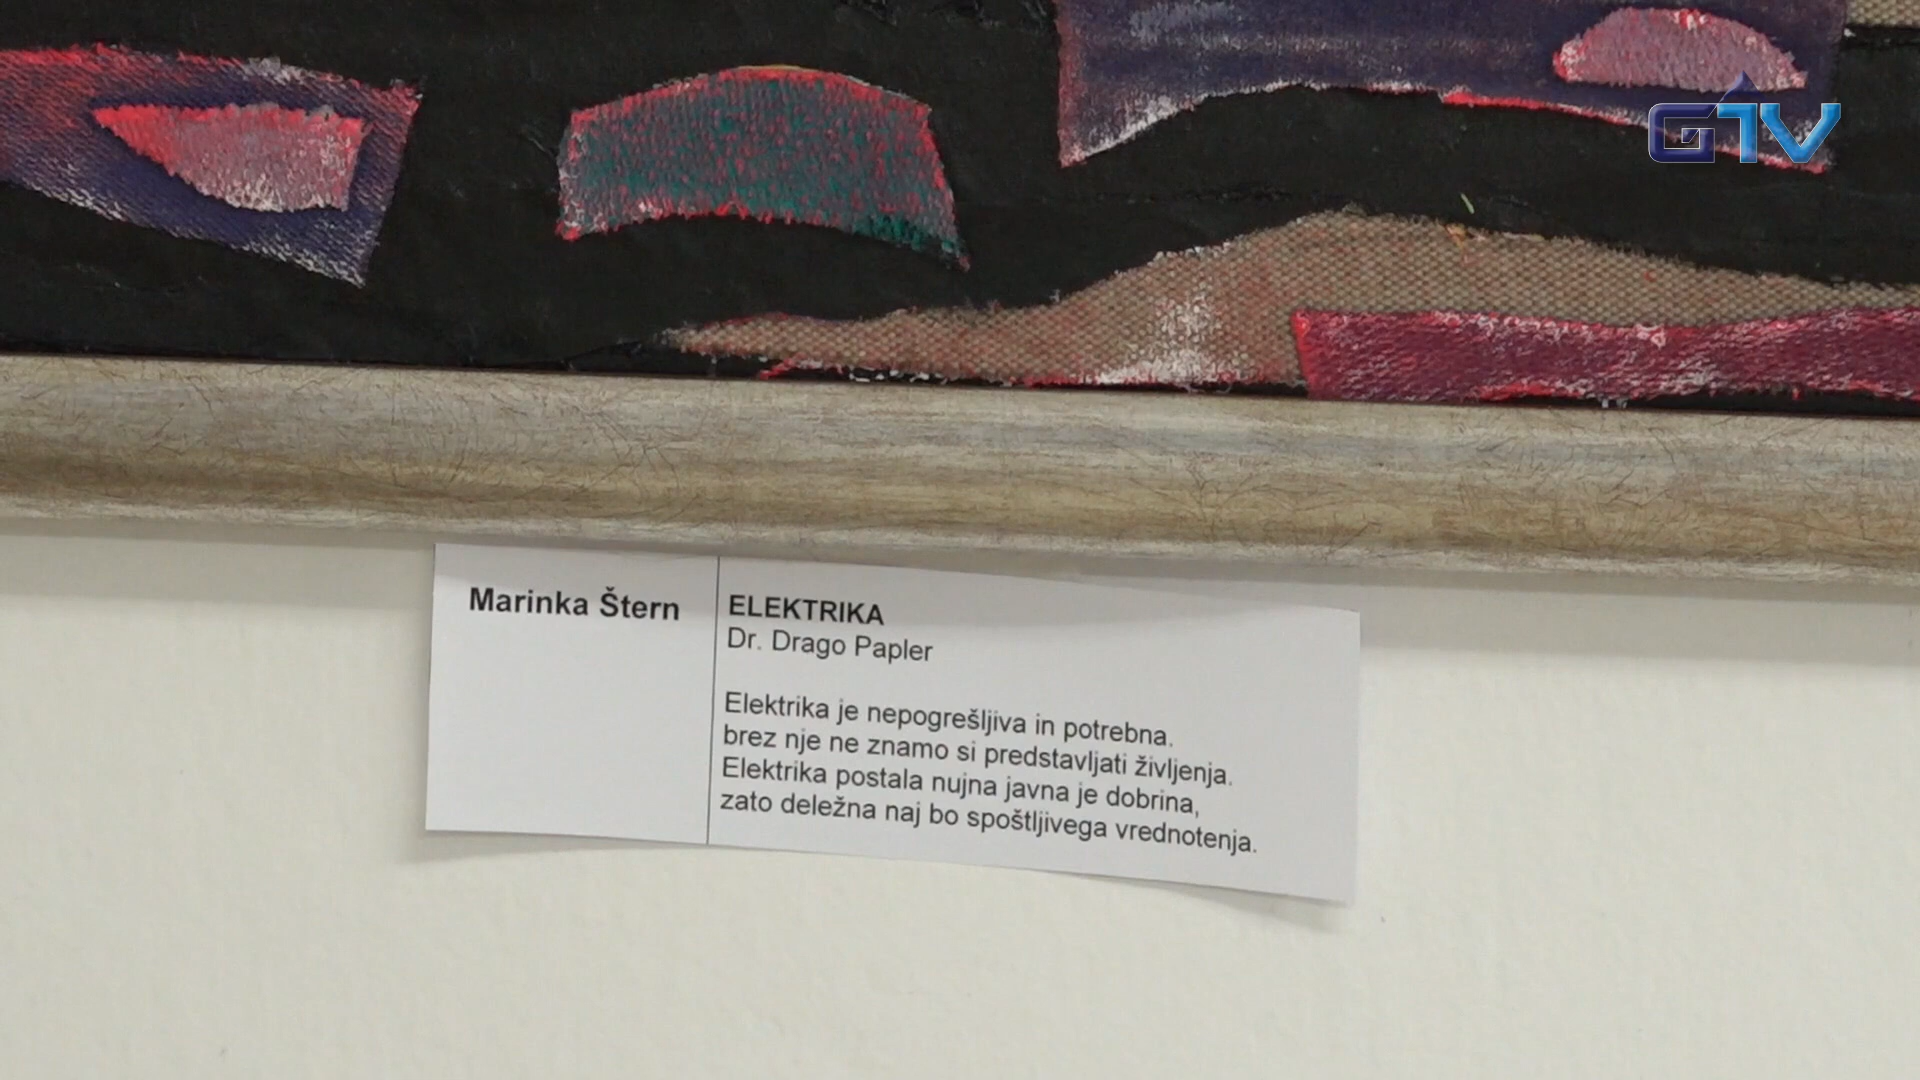 GTV
Marinka Štern
ELEKTRIKA
Dr. Drago Papler
Elektrika je nepogrešljiva in potrebna.
brez nje ne znamo si predstavljati življenja.
Elektrika postala nujna javna je dobrina,
zato deležna naj bo spoštljivega vrednotenja.